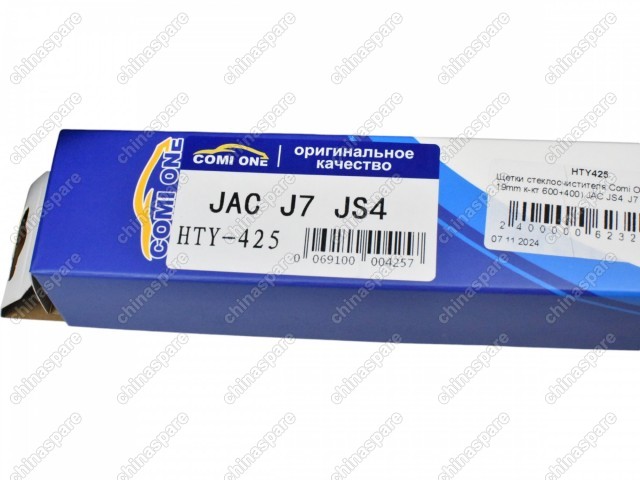 COMI ONE
COMI ONE
оригинальное
качество
JAC J7 JS4
HTY-425
0 069100 004257
HTY425
Щетки стеклоочистителя Comi
19mm к-кт 600+400) JAC JS4 J7
2 400000 6232
07.11.2024
chinaspare